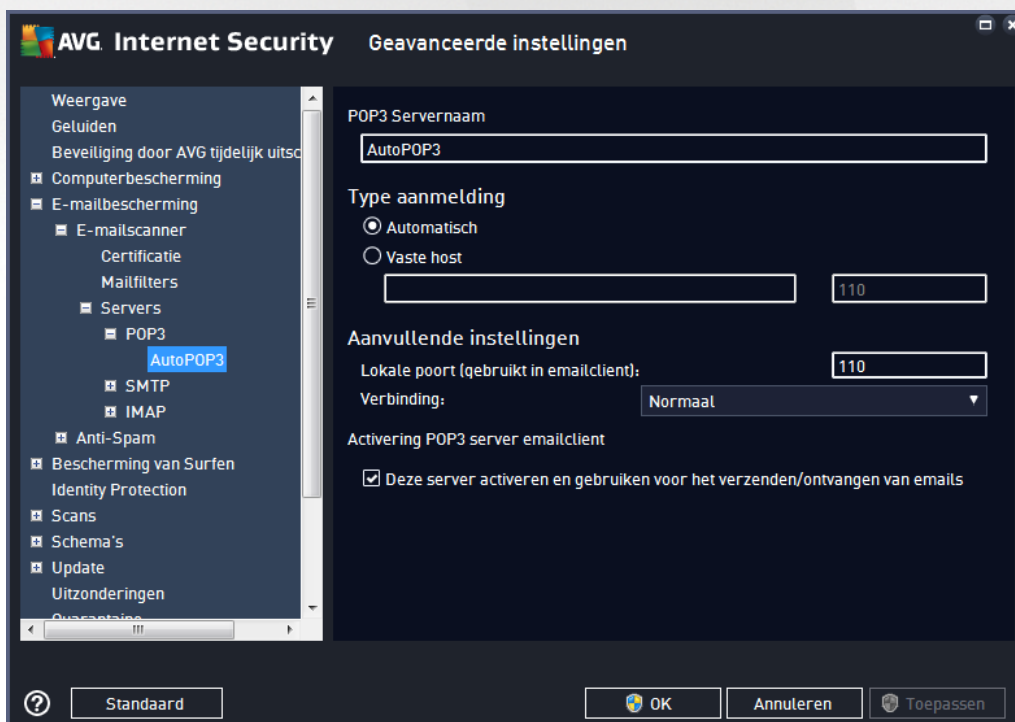 AVG. Internet Security
Geavanceerde instellingen
Weergave
Geluiden
Beveiliging door AVG tijdelijk uitsc
Computerbescherming
E-mailbescherming
E-mailscanner
Certificatie
Mailfilters
Servers
POP3
AutoPOP3
SMTP
IMAP
Anti-Spam
Bescherming van Surfen
Identity Protection
Scans
Schema's
Update
Uitzonderingen
Quarantaine
POP3 Servernaam
AutoPOP3
Type aanmelding
Automatisch
Vaste host
110
Aanvullende instellingen
Lokale poort (gebruikt in emailclient):
110
Verbinding:
Normaal
Activering POP3 server emailclient
Deze server activeren en gebruiken voor het verzenden/ontvangen van emails
Standaard
OK
Annuleren
Toepassen